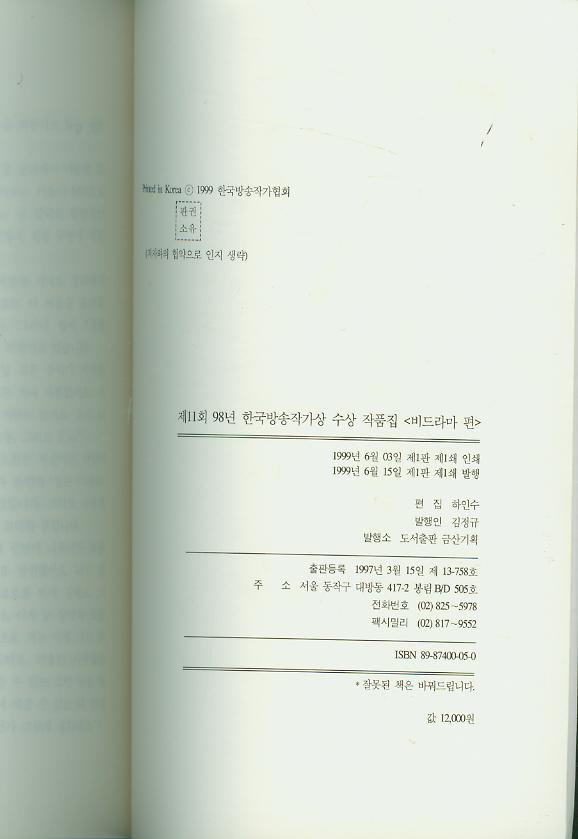 Printed in Korea ⓒ 1999 한국방송작가협회
판권
소유
(저자와의 협약으로 인지 생략)
제11회 98년 한국방송작가상 수상 작품집 <비드라마 편>
1999년 6월 03일 제1판 제1쇄 인쇄
1999년 6월 15일 제1판 제1쇄 발행
편 집 하인수
발행인 김정규
발행소 도서출판 금산기획
출판등록 1997년 3월 15일 제 13-758호
주 소 서울 동작구 대방동 417-2 봉림 B/D 505호
전화번호 (02) 825~5978
팩시밀리 (02) 817~9552
ISBN 89-87400-05-0
* 잘못된 책은 바꿔드립니다.
값 12,000원